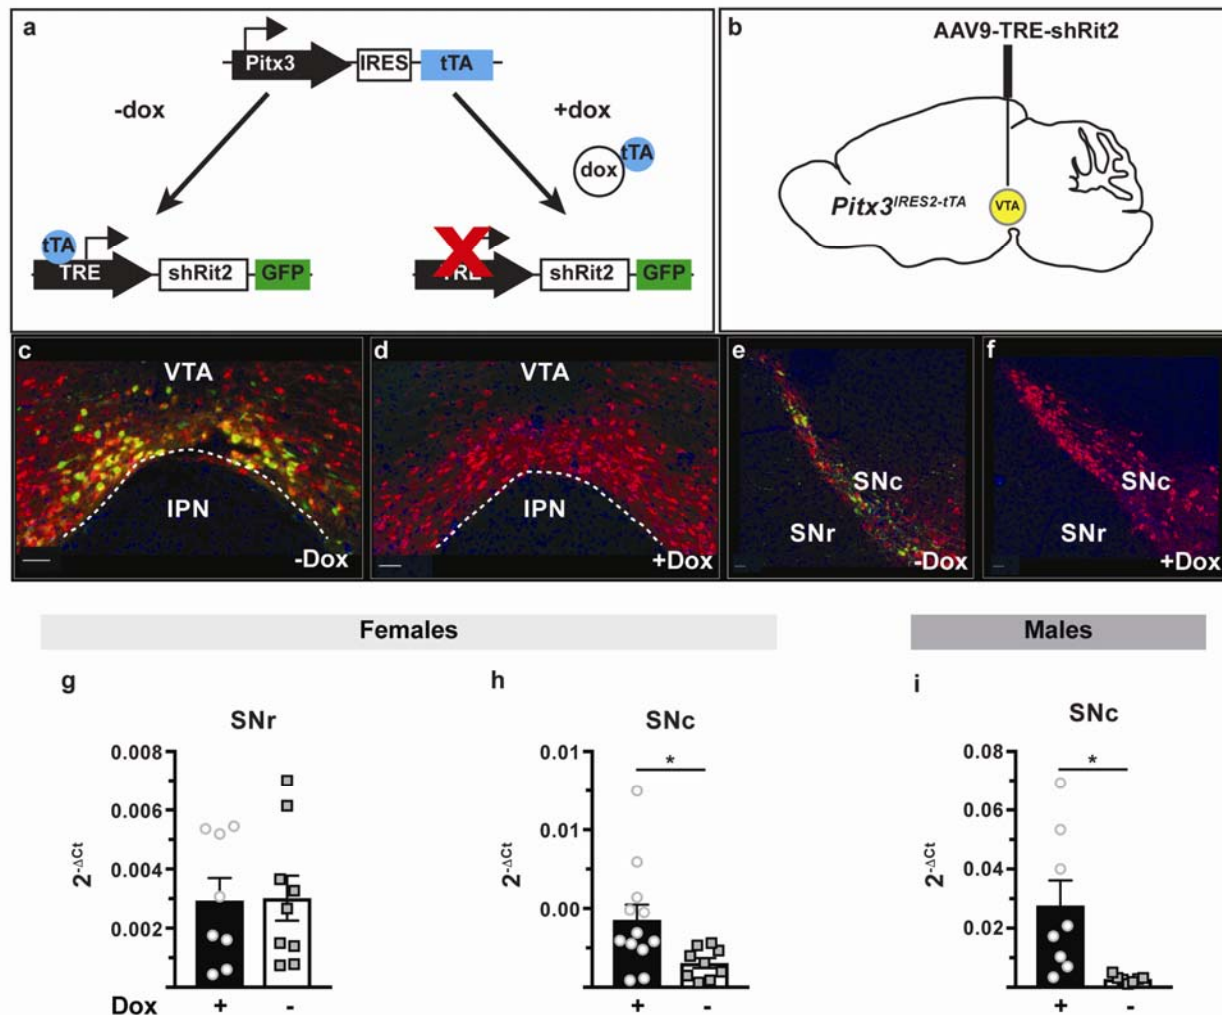 a
Pitx3
IRES
tTA
-dox
+dox
dox
tTA
tTA
TRE
shRit2
GFP
TRE
shRit2
GFP
b
AAV9-TRE-shRit2
Pitx3IRES2-tTA
VTA
c
VTA
IPN
-Dox
d
VTA
IPN
+Dox
e
SNc
SNr
-Dox
f
SNc
SNr
+Dox
Females
Males
g
SNr
2-ΔCt
0.008
0.006
0.004
0.002
Dox
+
-
h
SNc
2-ΔCt
0.01
0.01
0.00
*
+
-
i
SNc
2-ΔCt
0.08
0.06
0.04
0.02
*
+
-